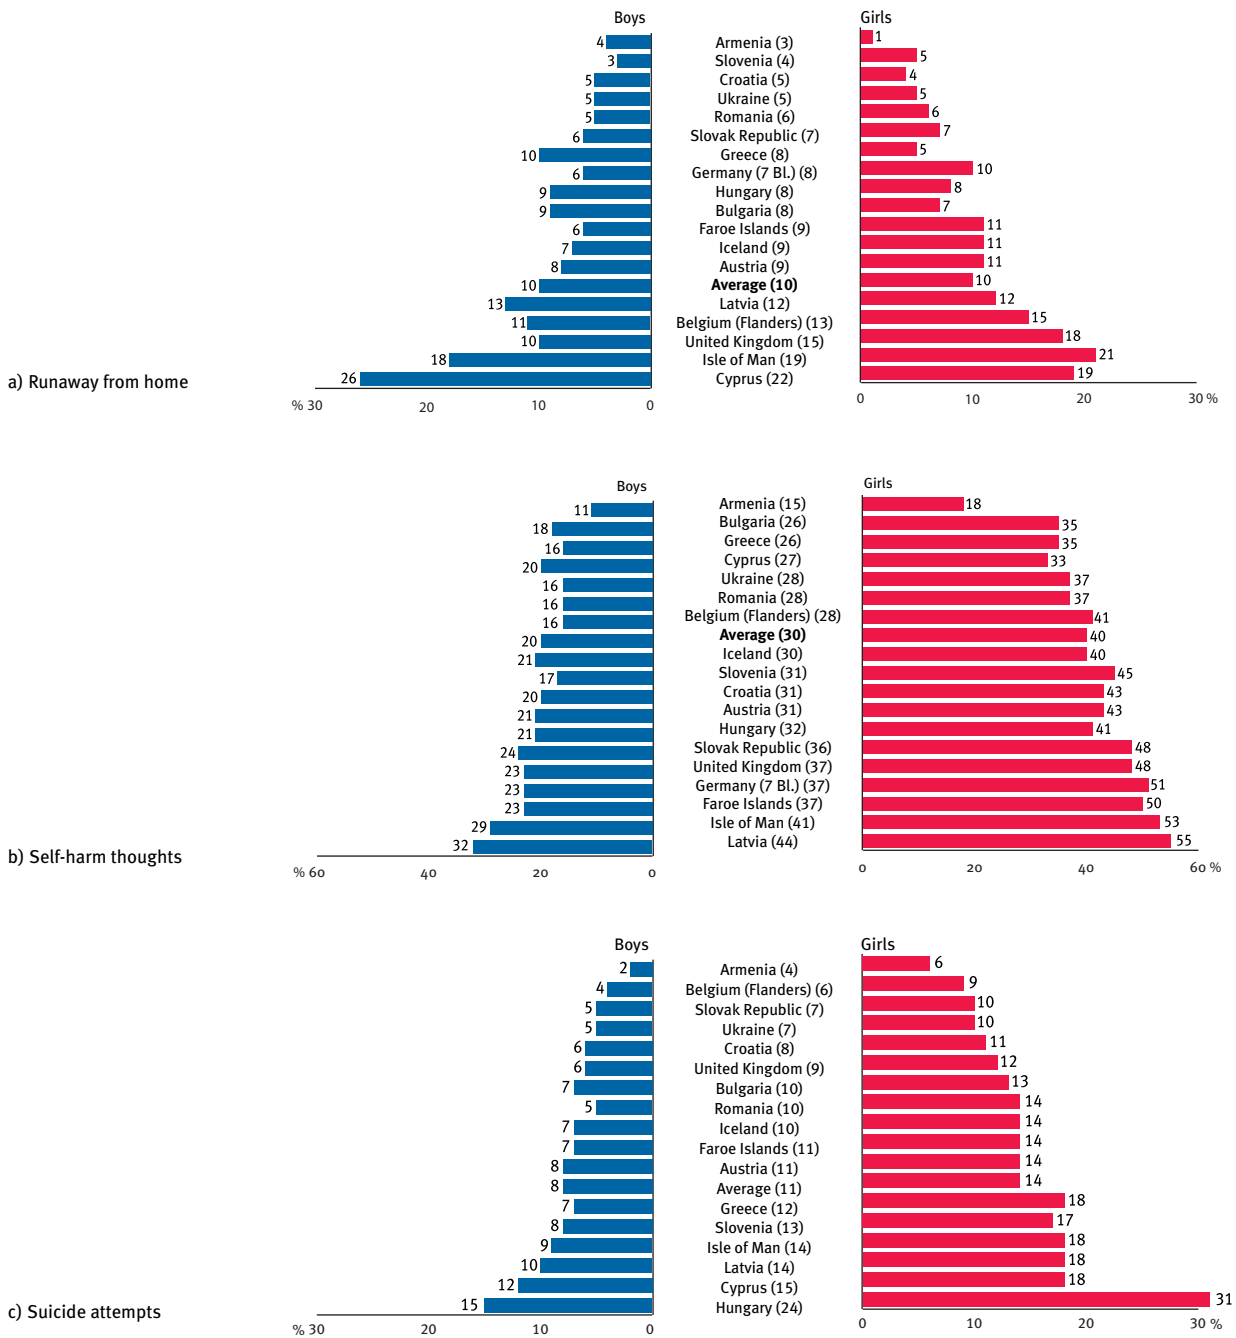 Boys Girls
4 Armenia (3) 1
3 Slovenia (4) 5
5 Croatia (5) 4
5 Ukraine (5) 5
5 Romania (6) 6
6 Slovak Republic (7) 7
10 Greece (8) 5
6 Germany (7 Bl.) (8) 10
9 Hungary (8) 8
9 Bulgaria (8) 7
6 Faroe Islands (9) 11
7 Iceland (9) 11
8 Austria (9) 11
10 Average (10) 10
13 Latvia (12) 12
11 Belgium (Flanders) (13) 15
10 United Kingdom (15) 18
18 Isle of Man (19) 21
a) Runaway from home 26 Cyprus (22) 19
% 30 20 10 0 0 10 20 30 %
Boys Girls
11 Armenia (15) 18
18 Bulgaria (26) 35
16 Greece (26) 35
20 Cyprus (27) 33
16 Ukraine (28) 37
16 Romania (28) 37
16 Belgium (Flanders) (28) 41
20 Average (30) 40
21 Iceland (30) 40
17 Slovenia (31) 45
20 Croatia (31) 43
21 Austria (31) 43
21 Hungary (32) 41
24 Slovak Republic (36) 48
23 United Kingdom (37) 48
23 Germany (7 Bl.) (37) 51
23 Faroe Islands (37) 50
29 Isle of Man (41) 53
b) Self-harm thoughts 32 Latvia (44) 55
% 60 40 20 0 0 20 40 60 %
Boys Girls
2 Armenia (4) 6
4 Belgium (Flanders) (6) 9
5 Slovak Republic (7) 10
5 Ukraine (7) 10
6 Croatia (8) 11
6 United Kingdom (9) 12
7 Bulgaria (10) 13
5 Romania (10) 14
7 Iceland (10) 14
7 Faroe Islands (11) 14
8 Austria (11) 14
8 Average (11) 14
7 Greece (12) 18
8 Slovenia (13) 17
9 Isle of Man (14) 18
10 Latvia (14) 18
12 Cyprus (15) 18
c) Suicide attempts 15 Hungary (24) 31
% 30 20 10 0 0 10 20 30 %